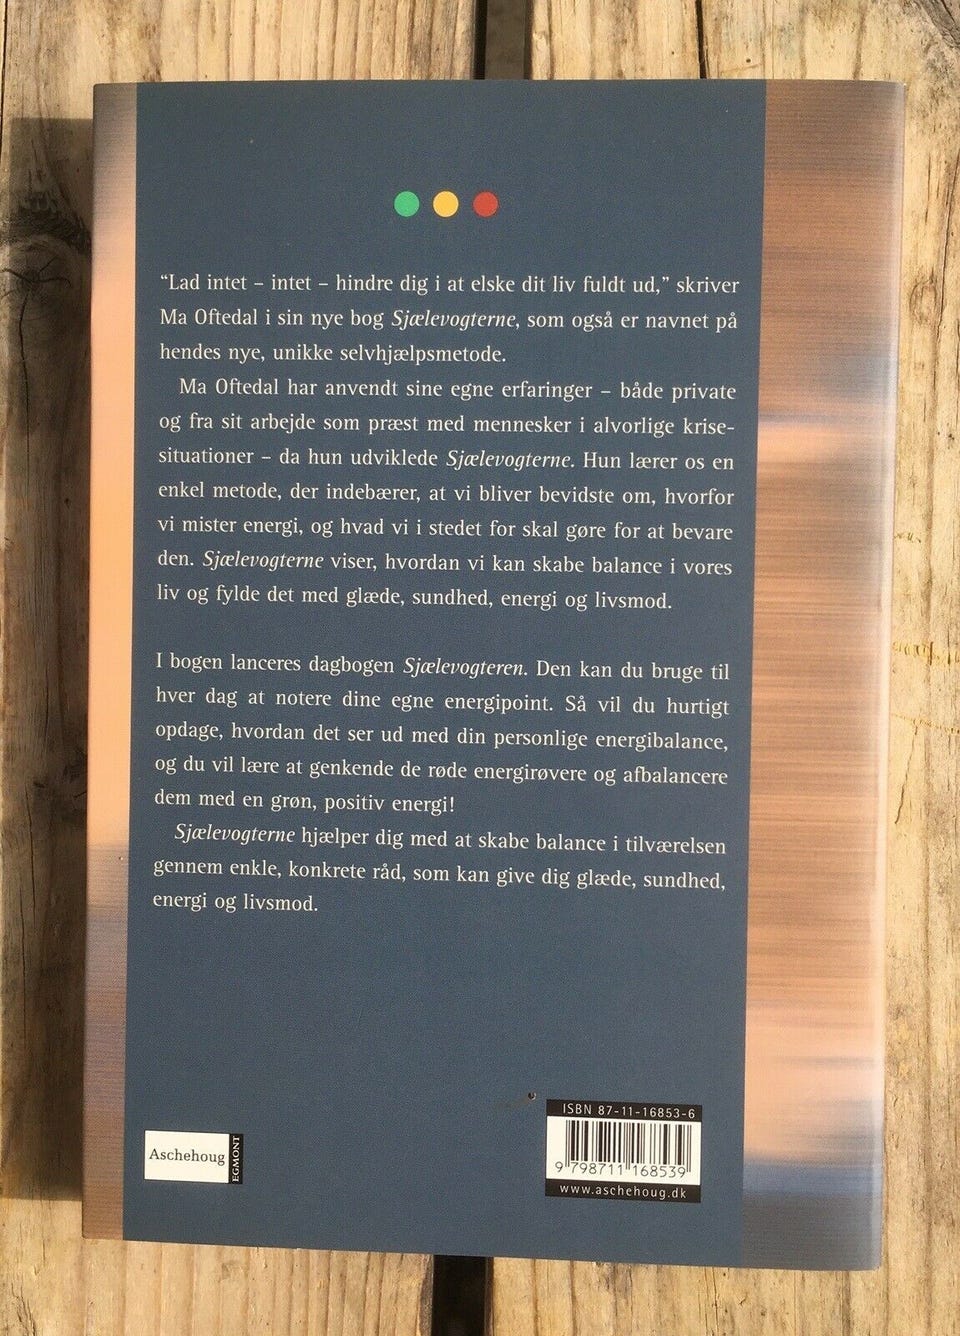 “Lad intet – intet – hindre dig i at elske dit liv fuldt ud,” skriver
Ma Oftedal i sin nye bog Sjælevogterne, som også er navnet på
hendes nye, unikke selvhjælpsmetode.
Ma Oftedal har anvendt sine egne erfaringer – både private
og fra sit arbejde som præst med mennesker i alvorlige krise-
situationer – da hun udviklede Sjælevogterne. Hun lærer os en
enkel metode, der indebærer, at vi bliver bevidste om, hvorfor
vi mister energi, og hvad vi i stedet for skal gøre for at bevare
den. Sjælevogterne viser, hvordan vi kan skabe balance i vores
liv og fylde det med glæde, sundhed, energi og livsmod.
I bogen lanceres dagbogen Sjælevogteren. Den kan du bruge til
hver dag at notere dine egne energipoint. Så vil du hurtigt
opdage, hvordan det ser ud med din personlige energibalance,
og du vil lære at genkende de røde energirøvere og afbalancere
dem med en grøn, positiv energi!
Sjælevogterne hjælper dig med at skabe balance i tilværelsen
gennem enkle, konkrete råd, som kan give dig glæde, sundhed,
energi og livsmod.
Aschehoug
EGMONT
ISBN 87-11-16853-6
9 798711 168539
www.aschehoug.dk